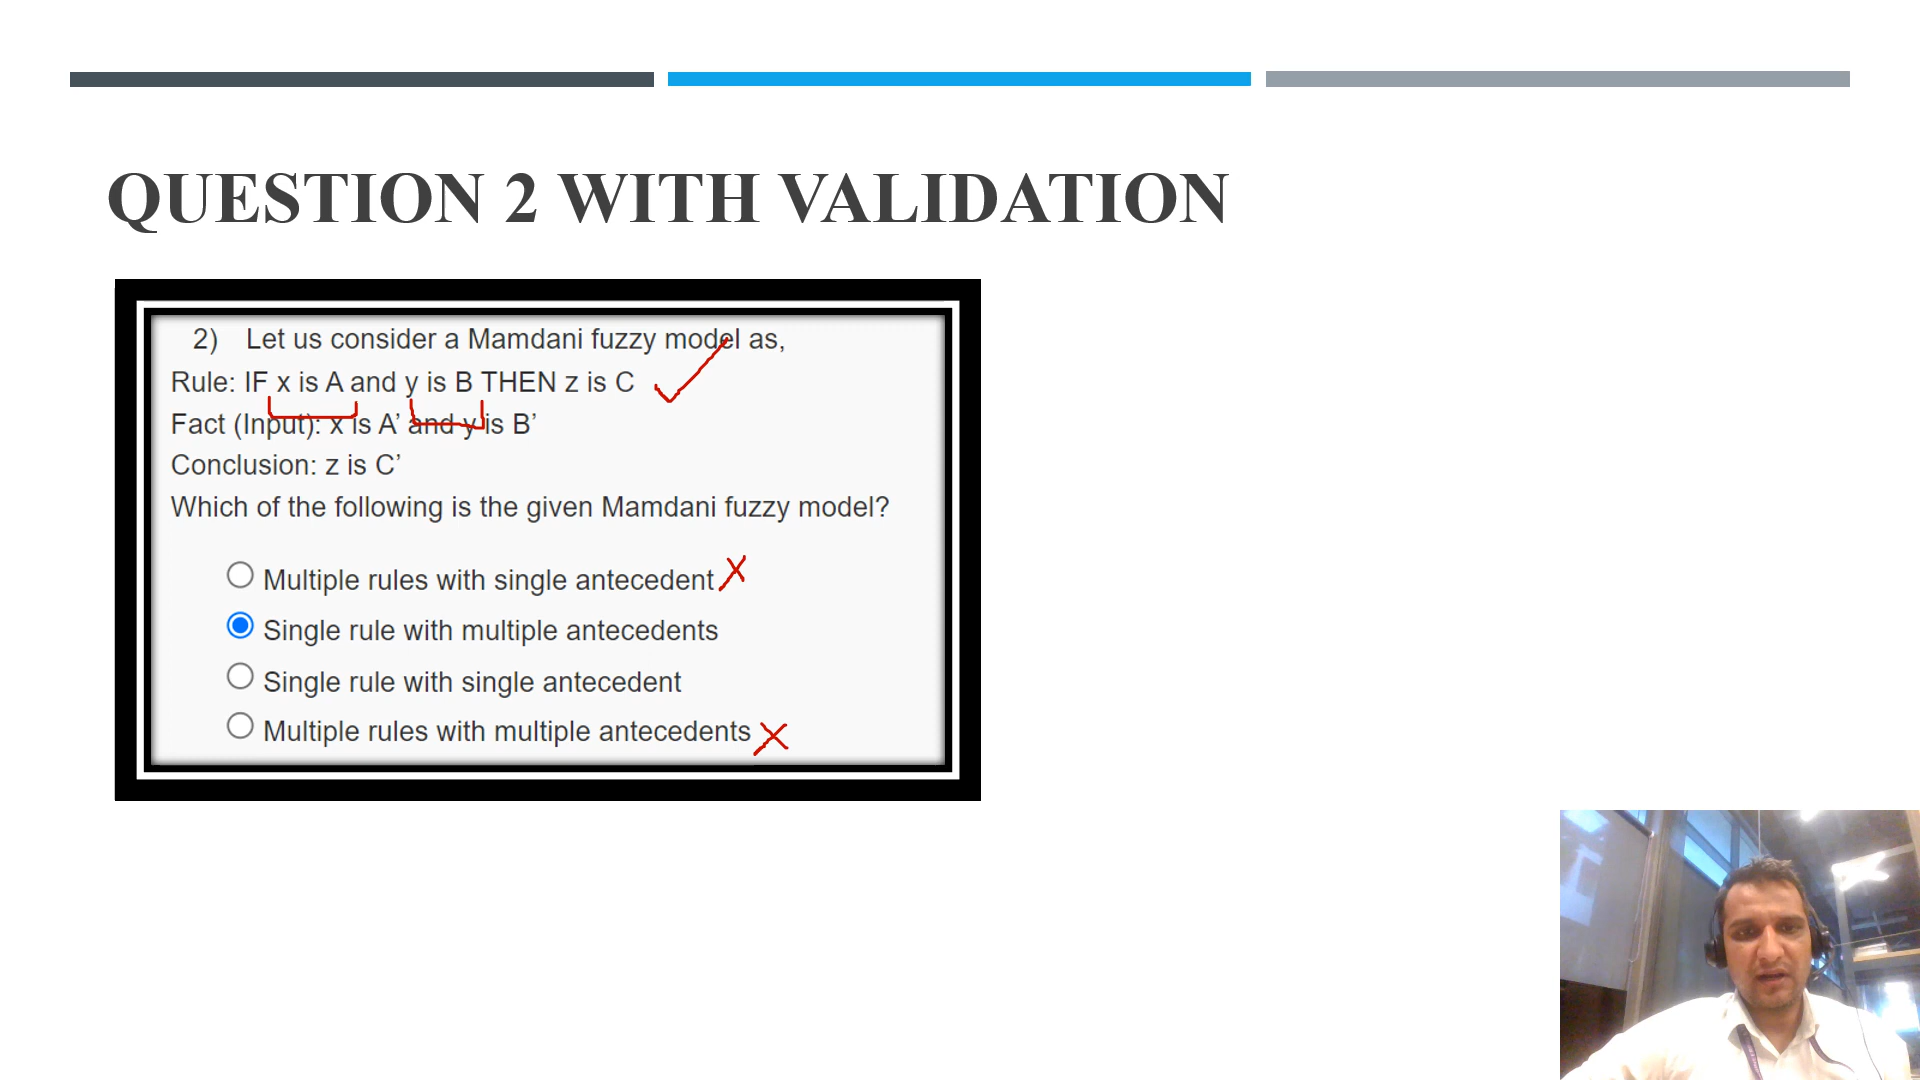 QUESTION 2 WITH VALIDATION
2) Let us consider a Mamdani fuzzy model as,
Rule: IF x is A and y is B THEN z is C
Fact (Input): x is A’ and y is B’
Conclusion: z is C’
Which of the following is the given Mamdani fuzzy model?
Multiple rules with single antecedent
Single rule with multiple antecedents
Single rule with single antecedent
Multiple rules with multiple antecedents